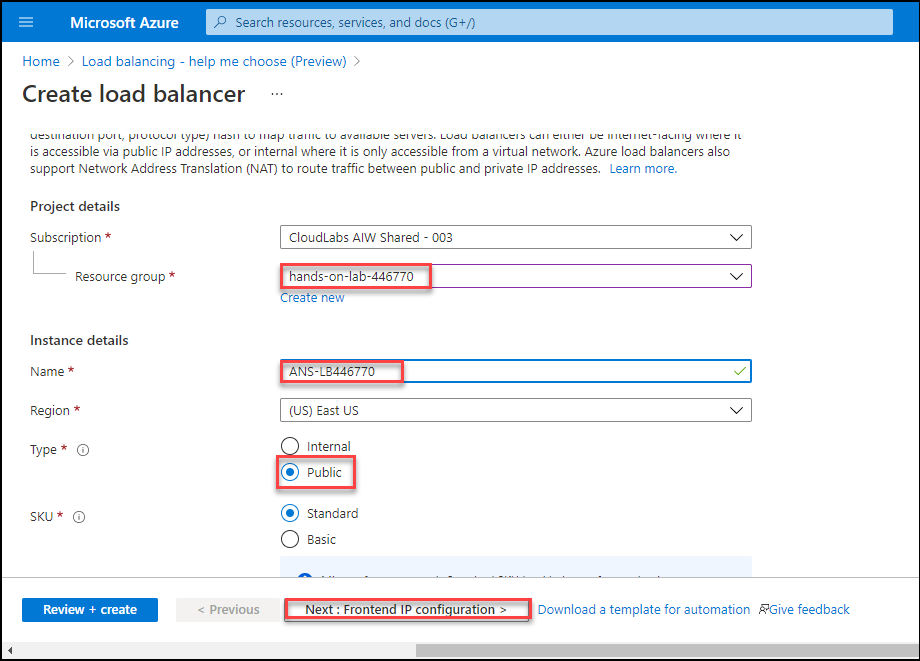 Microsoft Azure
Search resources, services, and docs (G+/)
Home > Load balancing - help me choose (Preview) >
Create load balancer ...
destination port, protocol type) hash to map traffic to available servers. Load balancers can either be internet-facing where it
is accessible via public IP addresses, or internal where it is only accessible from a virtual network. Azure load balancers also
support Network Address Translation (NAT) to route traffic between public and private IP addresses. Learn more.
Project details
Subscription * CloudLabs AIW Shared - 003
Resource group * hands-on-lab-446770
Create new
Instance details
Name * ANS-LB446770
Region * (US) East US
Type * Internal
Public
SKU * Standard
Basic
Review + create < Previous Next : Frontend IP configuration > Download a template for automation Give feedback